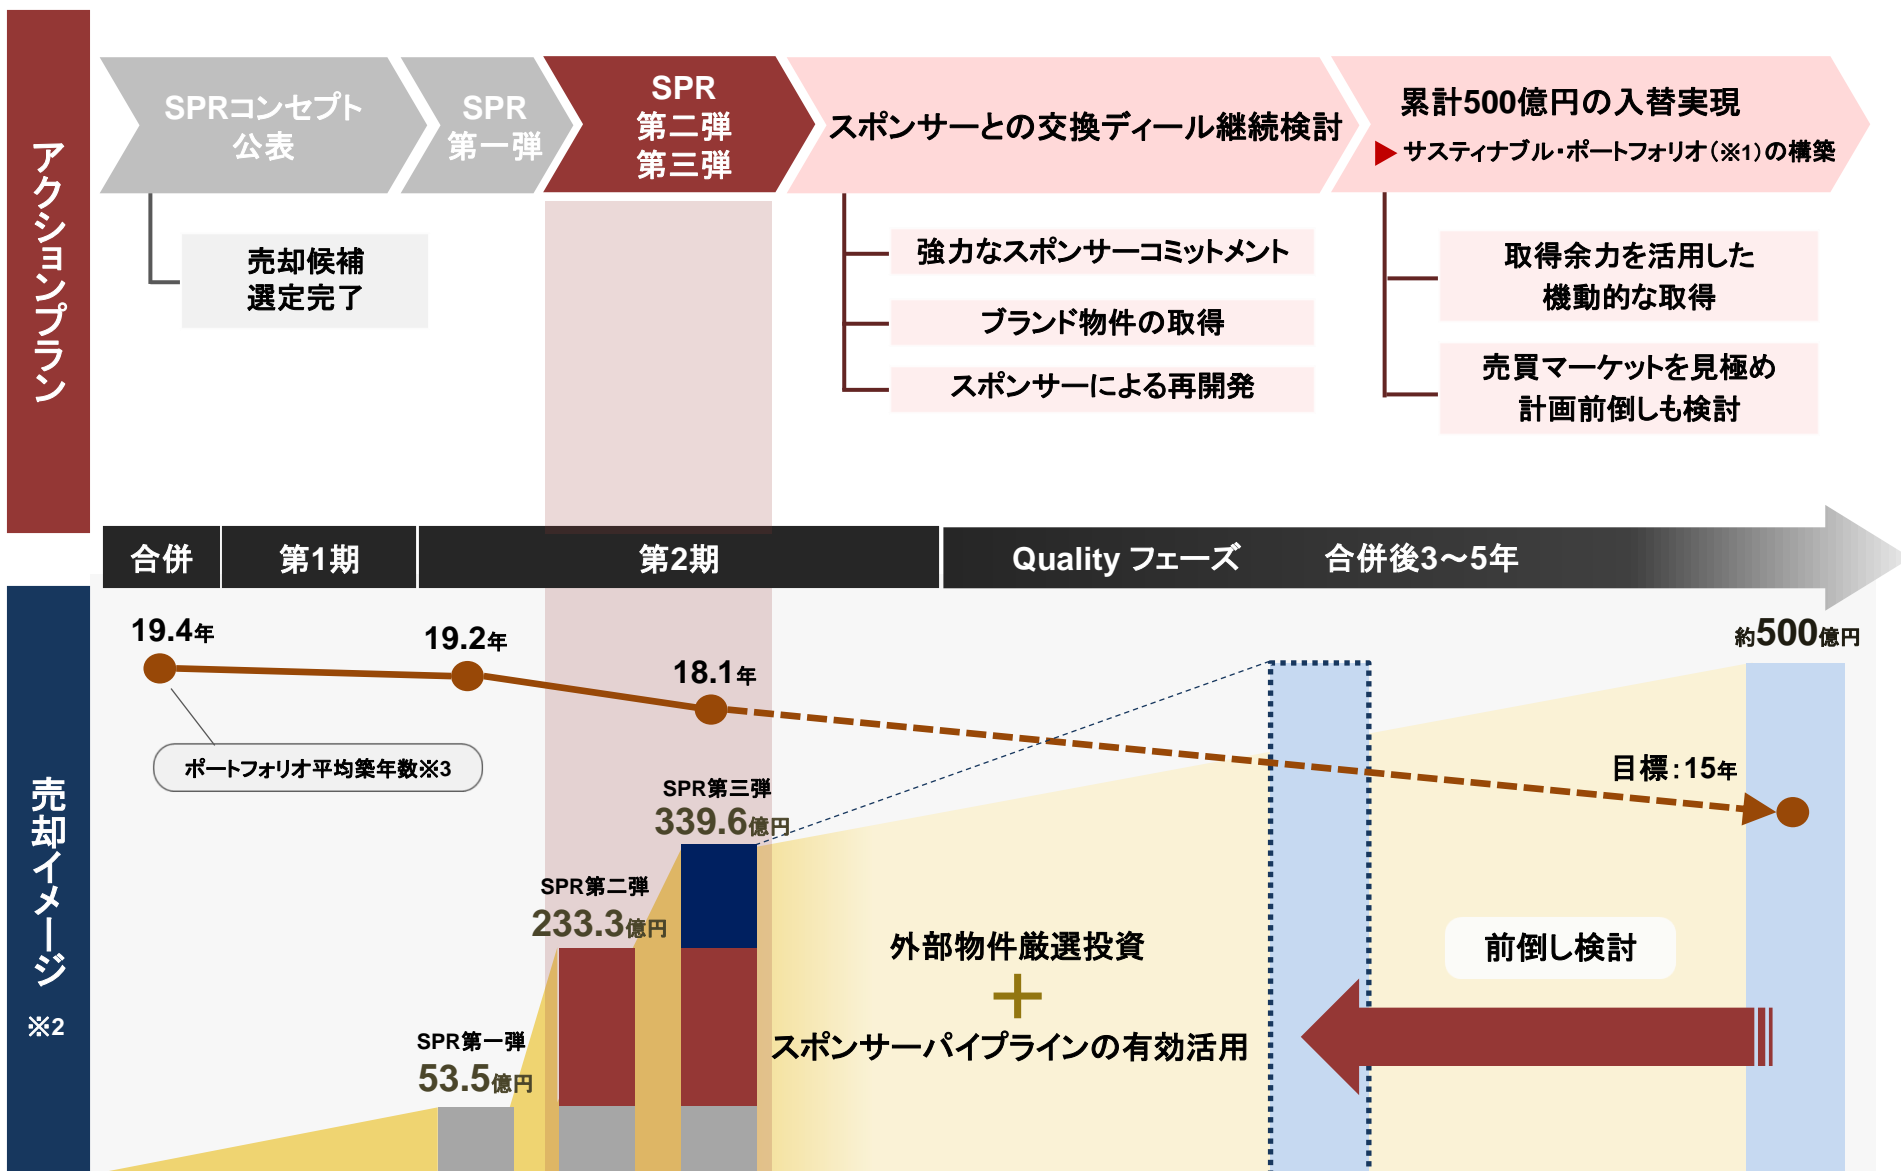 アクションプラン
SPRコンセプト
公表
SPR
第一弾
SPR
第二弾
第三弾
スポンサーとの交換ディール継続検討
累計500億円の入替実現
サスティナブル・ポートフォリオ(※1)の構築
売却候補
選定完了
強力なスポンサーコミットメント
ブランド物件の取得
スポンサーによる再開発
取得余力を活用した
機動的な取得
売買マーケットを見極め
計画前倒しも検討
合併
第1期
第2期
Quality フェーズ 合併後3～5年
売却イメージ
※2
19.4年
19.2年
18.1年
目標：15年
ポートフォリオ平均築年数※3
約500億円
SPR第三弾
339.6億円
SPR第二弾
233.3億円
SPR第一弾
53.5億円
外部物件厳選投資
＋
スポンサーパイプラインの有効活用
前倒し検討